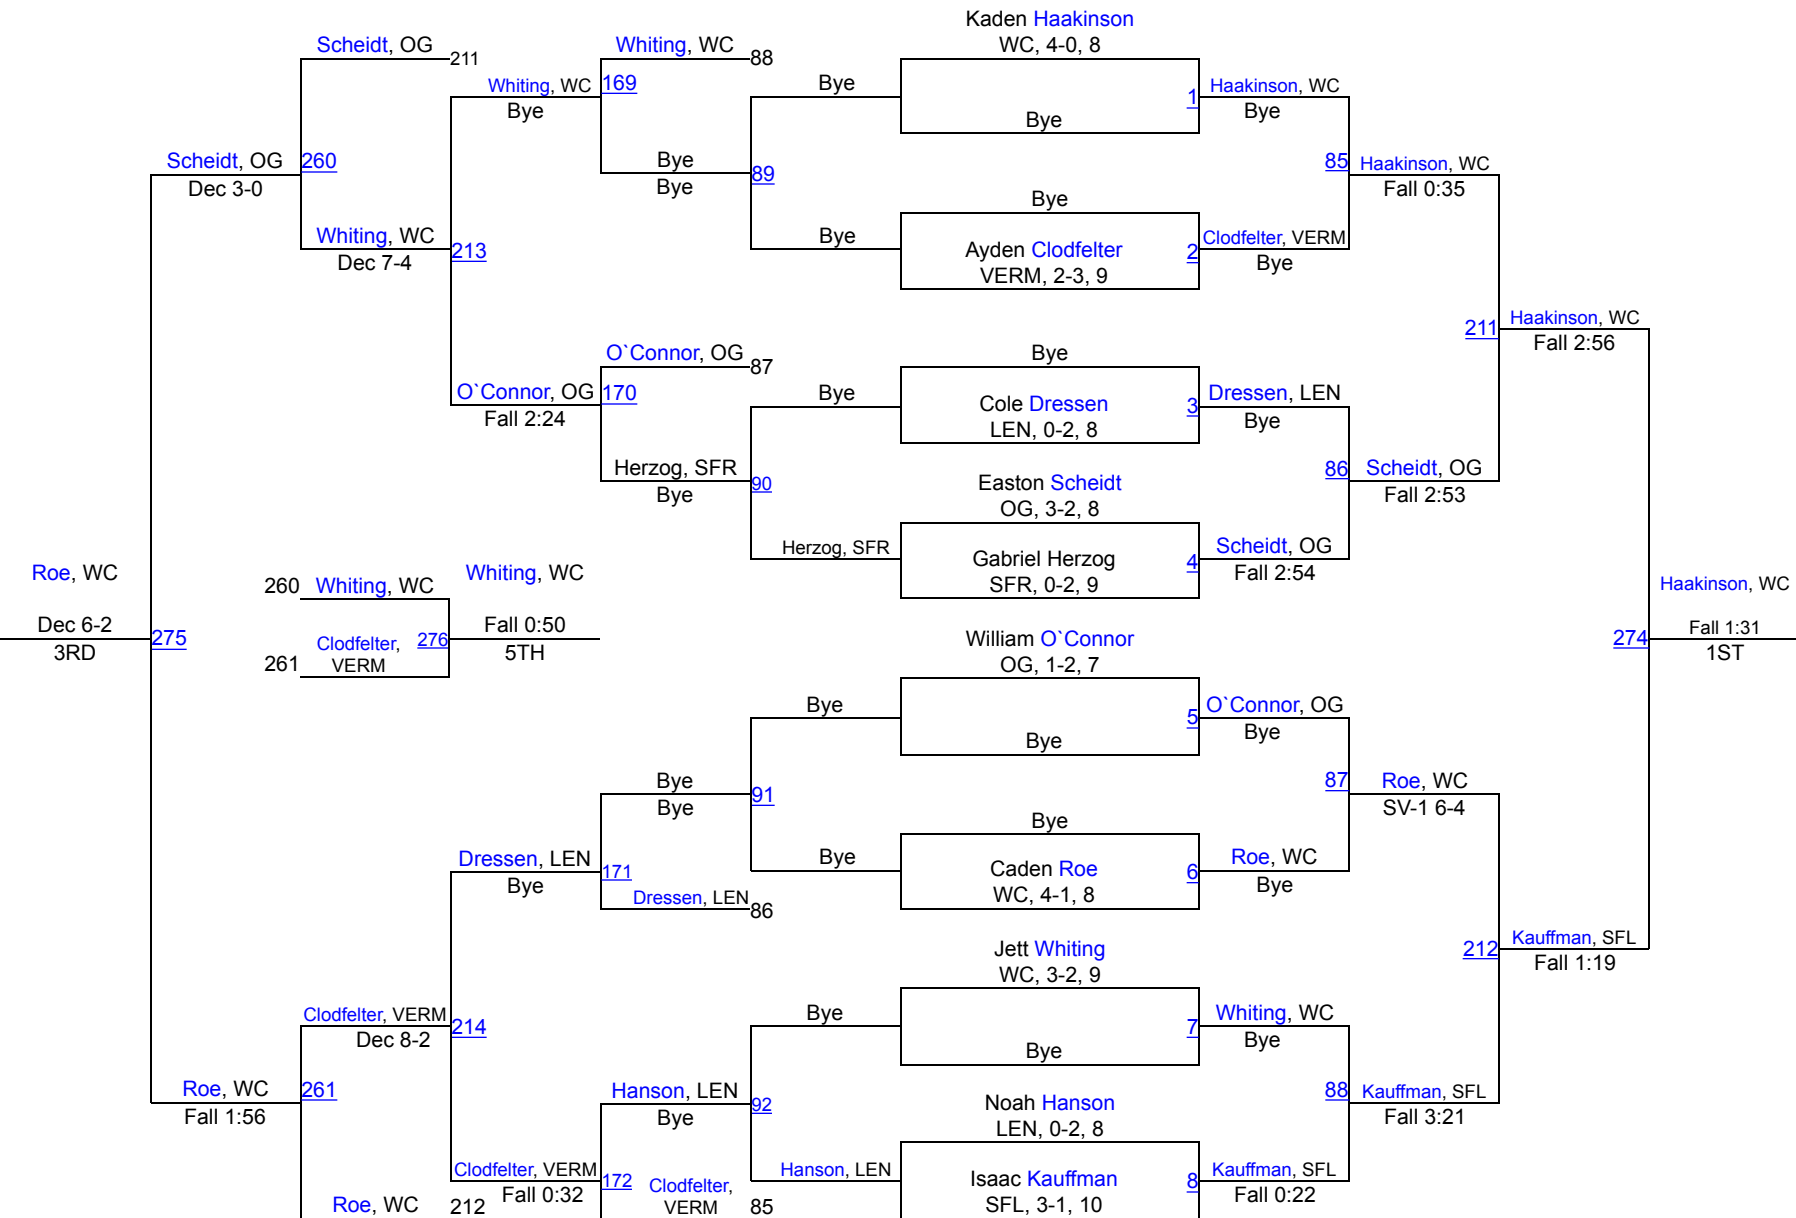 Kaden Haakinson
WC, 4-0, 8
Scheidt, OG
211
Whiting, WC
88
Whiting, WC
169
Bye
Bye
1
Haakinson, WC
Bye
Bye
Scheidt, OG
260
Dec 3-0
Bye
89
Bye
85
Haakinson, WC
Fall 0:35
Bye
Whiting, WC
213
Dec 7-4
Bye
Ayden Clodfelter
VERM, 2-3, 9
2
Clodfelter, VERM
Bye
211
Haakinson, WC
Fall 2:56
O`Connor, OG
87
Bye
O`Connor, OG
170
Fall 2:24
Bye
Cole Dressen
LEN, 0-2, 8
3
Dressen, LEN
Bye
Herzog, SFR
90
Bye
Easton Scheidt
OG, 3-2, 8
86
Scheidt, OG
Fall 2:53
Herzog, SFR
Gabriel Herzog
SFR, 0-2, 9
4
Scheidt, OG
Fall 2:54
Roe, WC
260
Whiting, WC
Whiting, WC
Haakinson, WC
Dec 6-2
275
3RD
261
Clodfelter,
VERM
276
Fall 0:50
5TH
William O`Connor
OG, 1-2, 7
274
Fall 1:31
1ST
Bye
5
O`Connor, OG
Bye
Bye
Bye
91
Bye
87
Roe, WC
SV-1 6-4
Bye
Dressen, LEN
171
Bye
Bye
Caden Roe
WC, 4-1, 8
6
Roe, WC
Bye
Dressen, LEN
86
Jett Whiting
WC, 3-2, 9
212
Kauffman, SFL
Fall 1:19
Clodfelter, VERM
214
Dec 8-2
Bye
7
Whiting, WC
Bye
Bye
Roe, WC
261
Fall 1:56
Hanson, LEN
92
Bye
Noah Hanson
LEN, 0-2, 8
88
Kauffman, SFL
Fall 3:21
Clodfelter, VERM
172
Fall 0:32
Hanson, LEN
Isaac Kauffman
SFL, 3-1, 10
8
Kauffman, SFL
Fall 0:22
Roe, WC
212
Clodfelter,
VERM
85